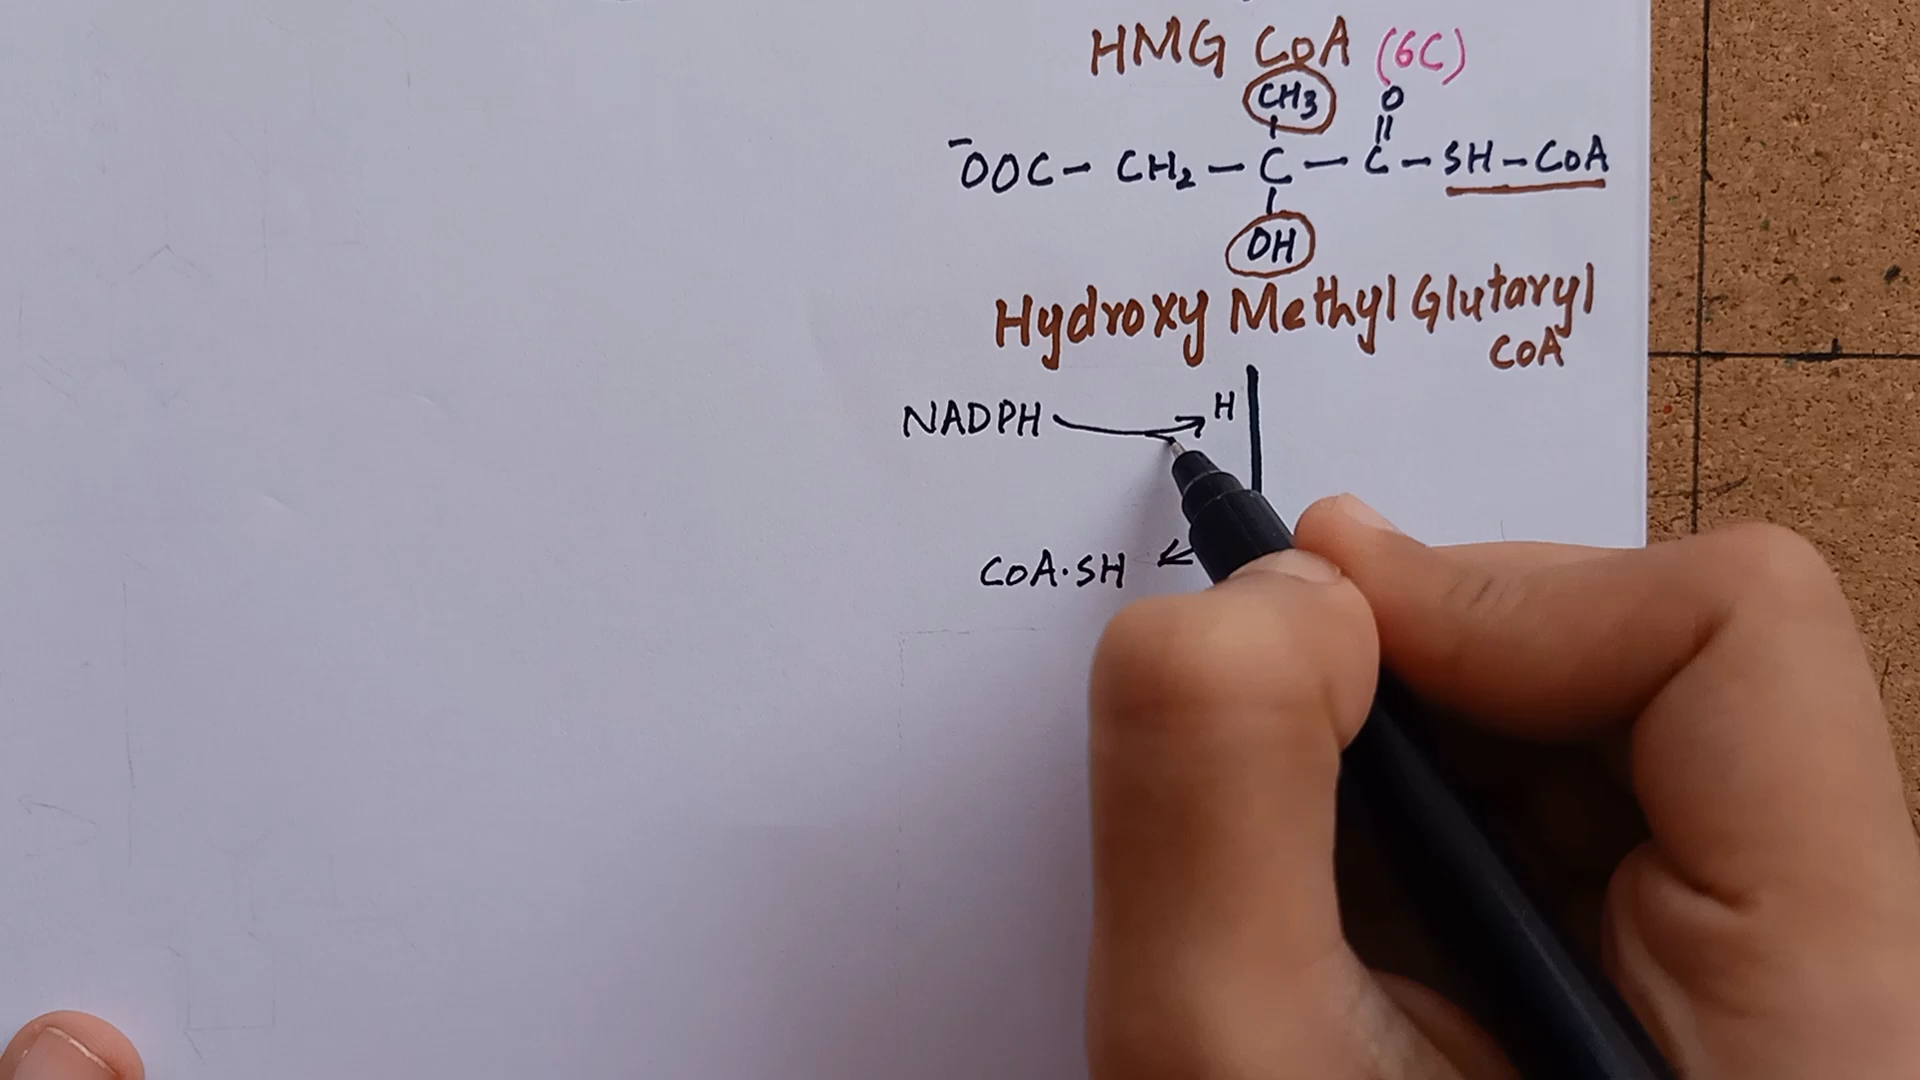 HMG CoA (6C)
CH3 O
||
⁻OOC- CH₂-C-C-SH-CoA
OH
Hydroxy Methyl Glutaryl
CoA
NADPH H
CoA·SH